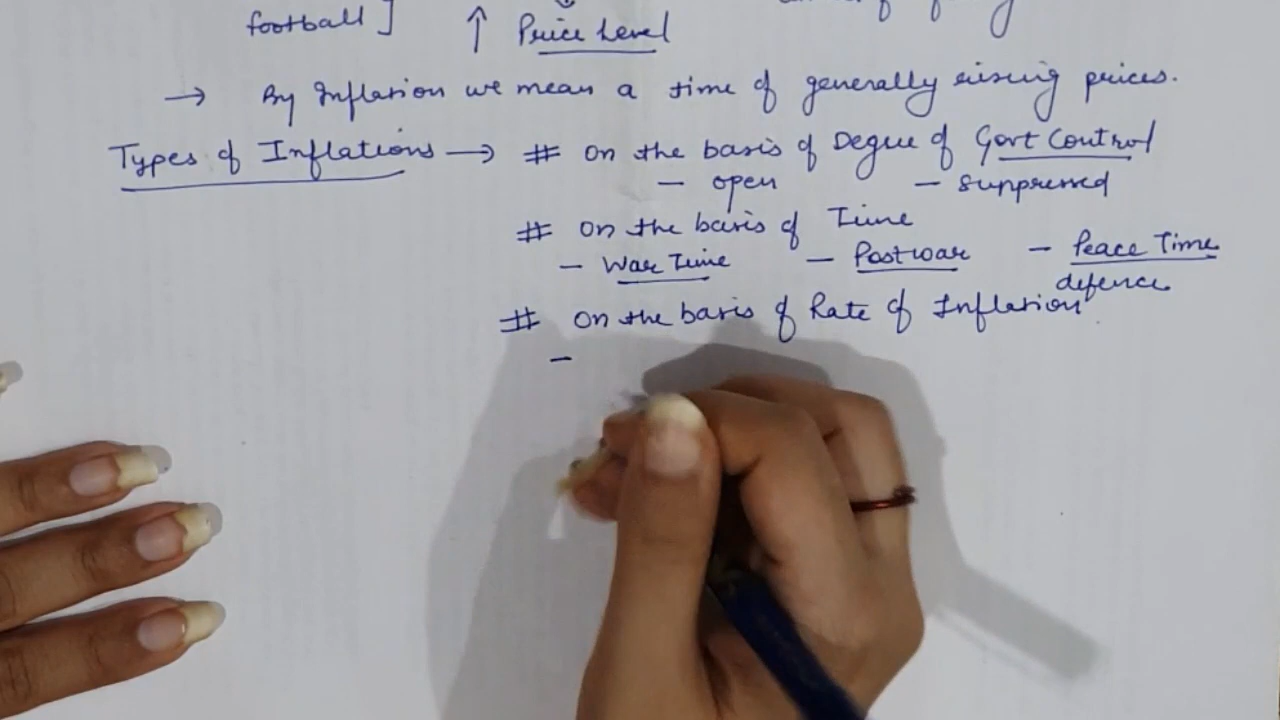 football]
↑ Price Level
→ By Inflation we mean a time of generally rising prices.
Types of Inflations → # On the basis of Degree of Govt Control
- open - suppressed
# On the basis of Time
- War Time - Postwar - Peace Time
defence
# On the basis of Rate of Inflation
-